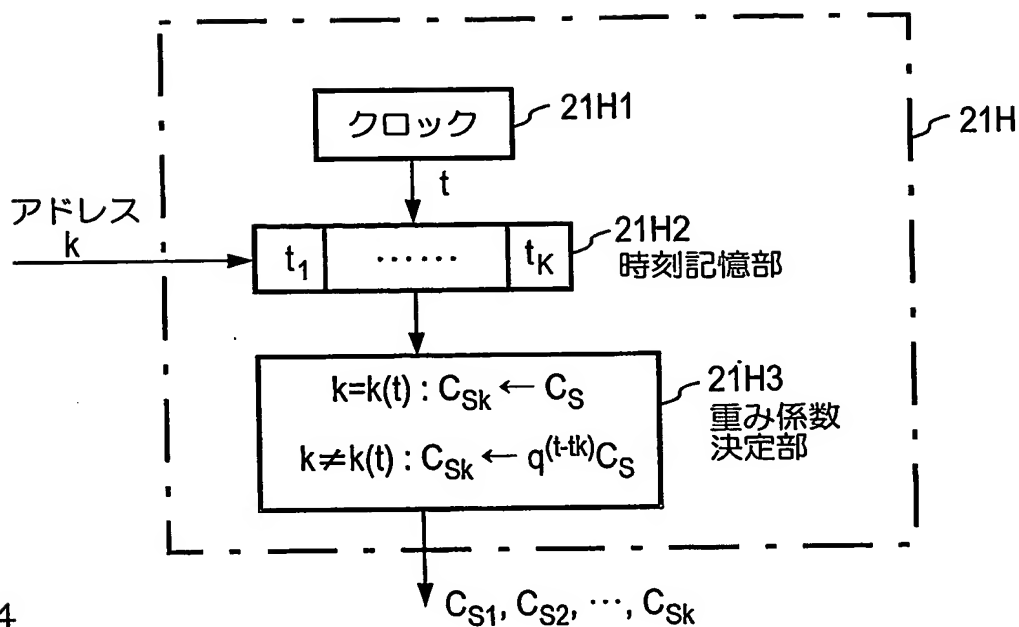 クロック
21H1
21H
t
アドレス
k
t1 ······ tK
21H2
時刻記憶部
k=k(t) : CSk ← CS
k≠k(t) : CSk ← q^(t-tk)CS
21H3
重み係数
決定部
CS1, CS2, ···, CSk
4